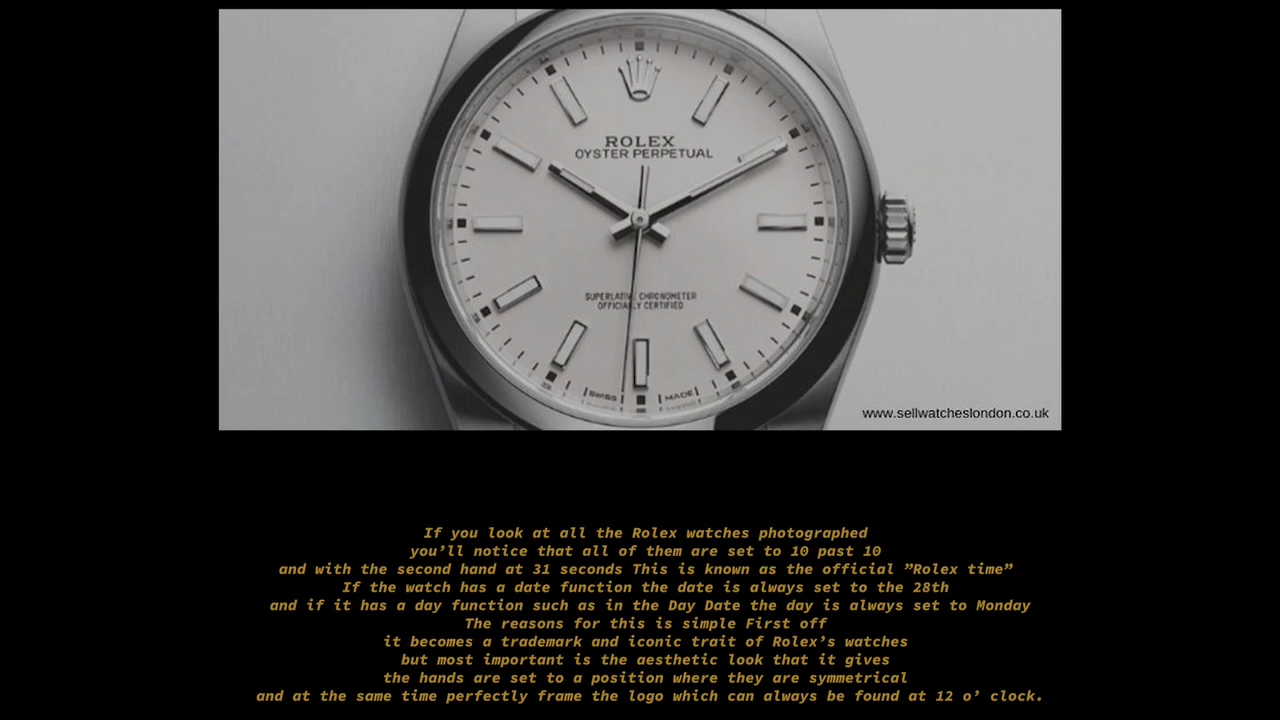 ROLEX
OYSTER PERPETUAL
SUPERLATIVE CHRONOMETER
OFFICIALLY CERTIFIED
SWISS MADE
www.sellwatcheslondon.co.uk
If you look at all the Rolex watches photographed
you’ll notice that all of them are set to 10 past 10
and with the second hand at 31 seconds This is known as the official ”Rolex time”
If the watch has a date function the date is always set to the 28th
and if it has a day function such as in the Day Date the day is always set to Monday
The reasons for this is simple First off
it becomes a trademark and iconic trait of Rolex’s watches
but most important is the aesthetic look that it gives
the hands are set to a position where they are symmetrical
and at the same time perfectly frame the logo which can always be found at 12 o’ clock.